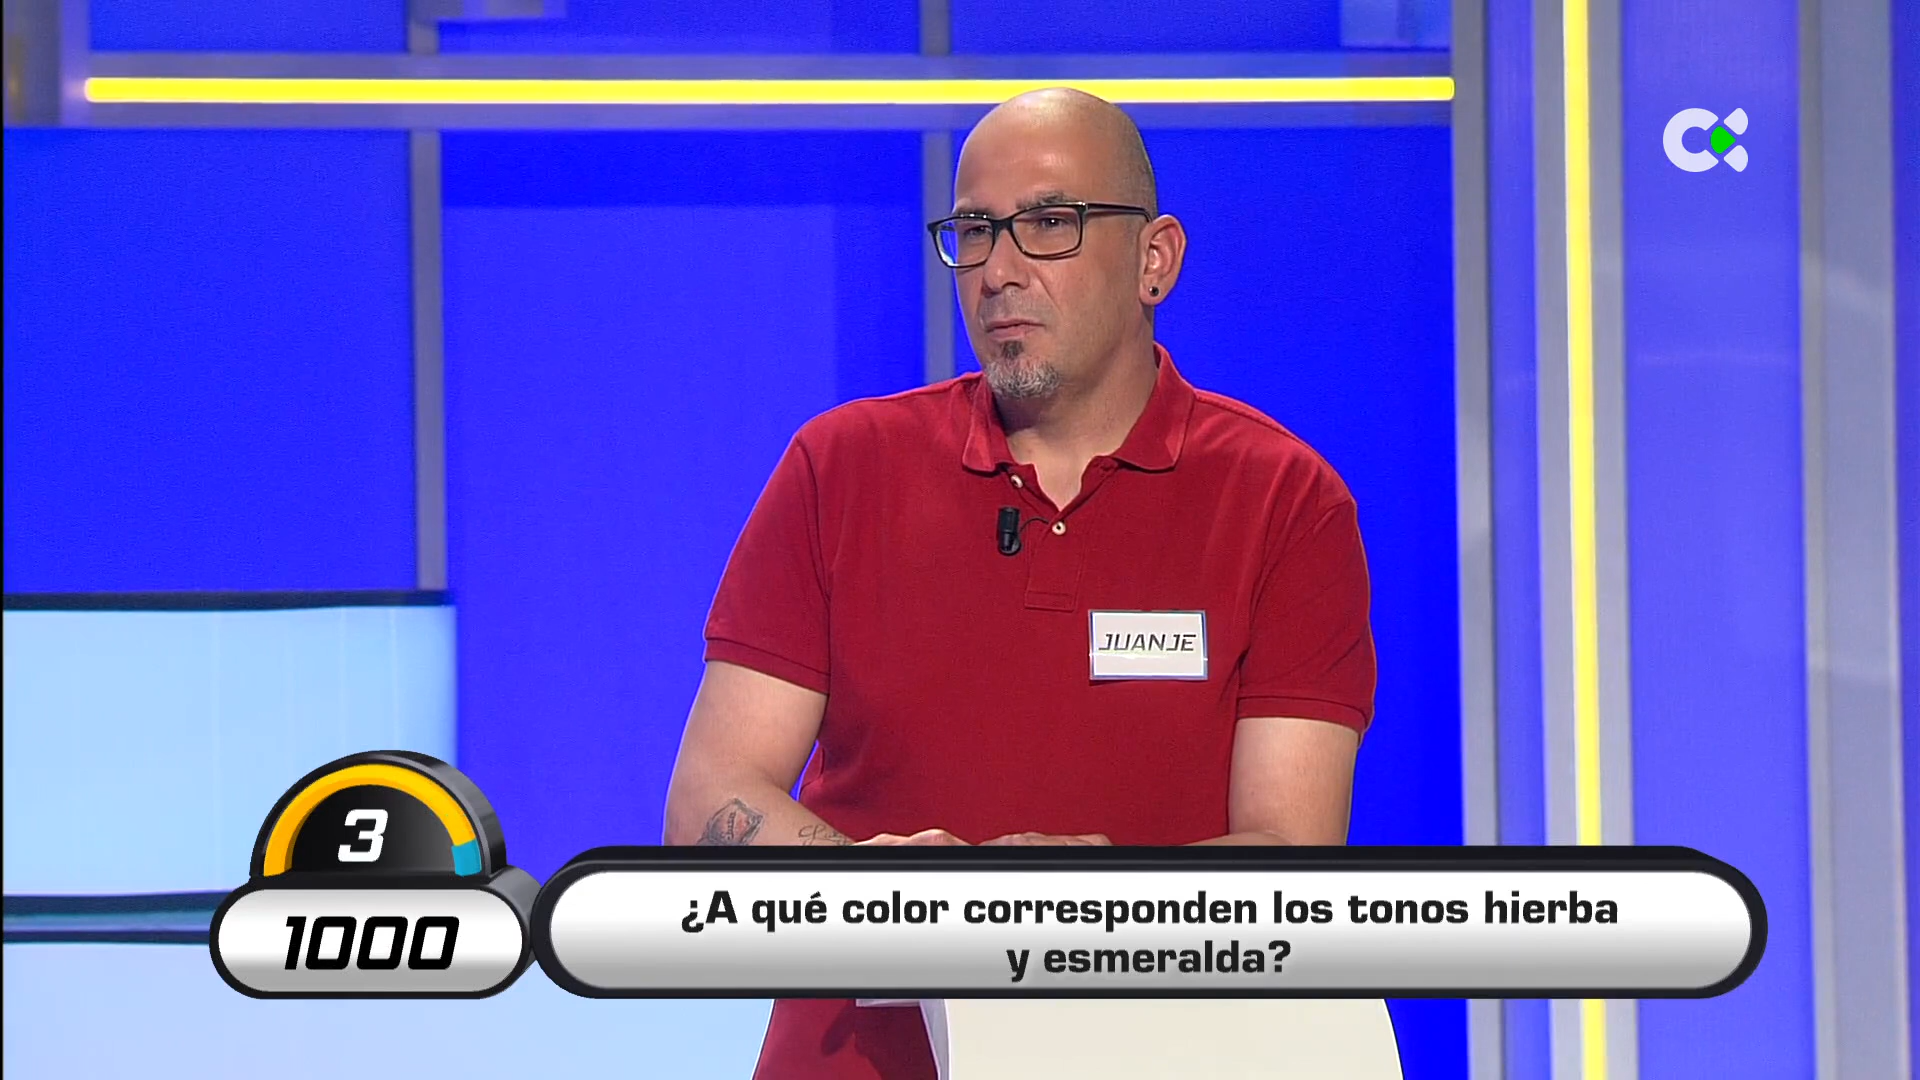 JUANJE
3
1000
¿A qué color corresponden los tonos hierba
y esmeralda?